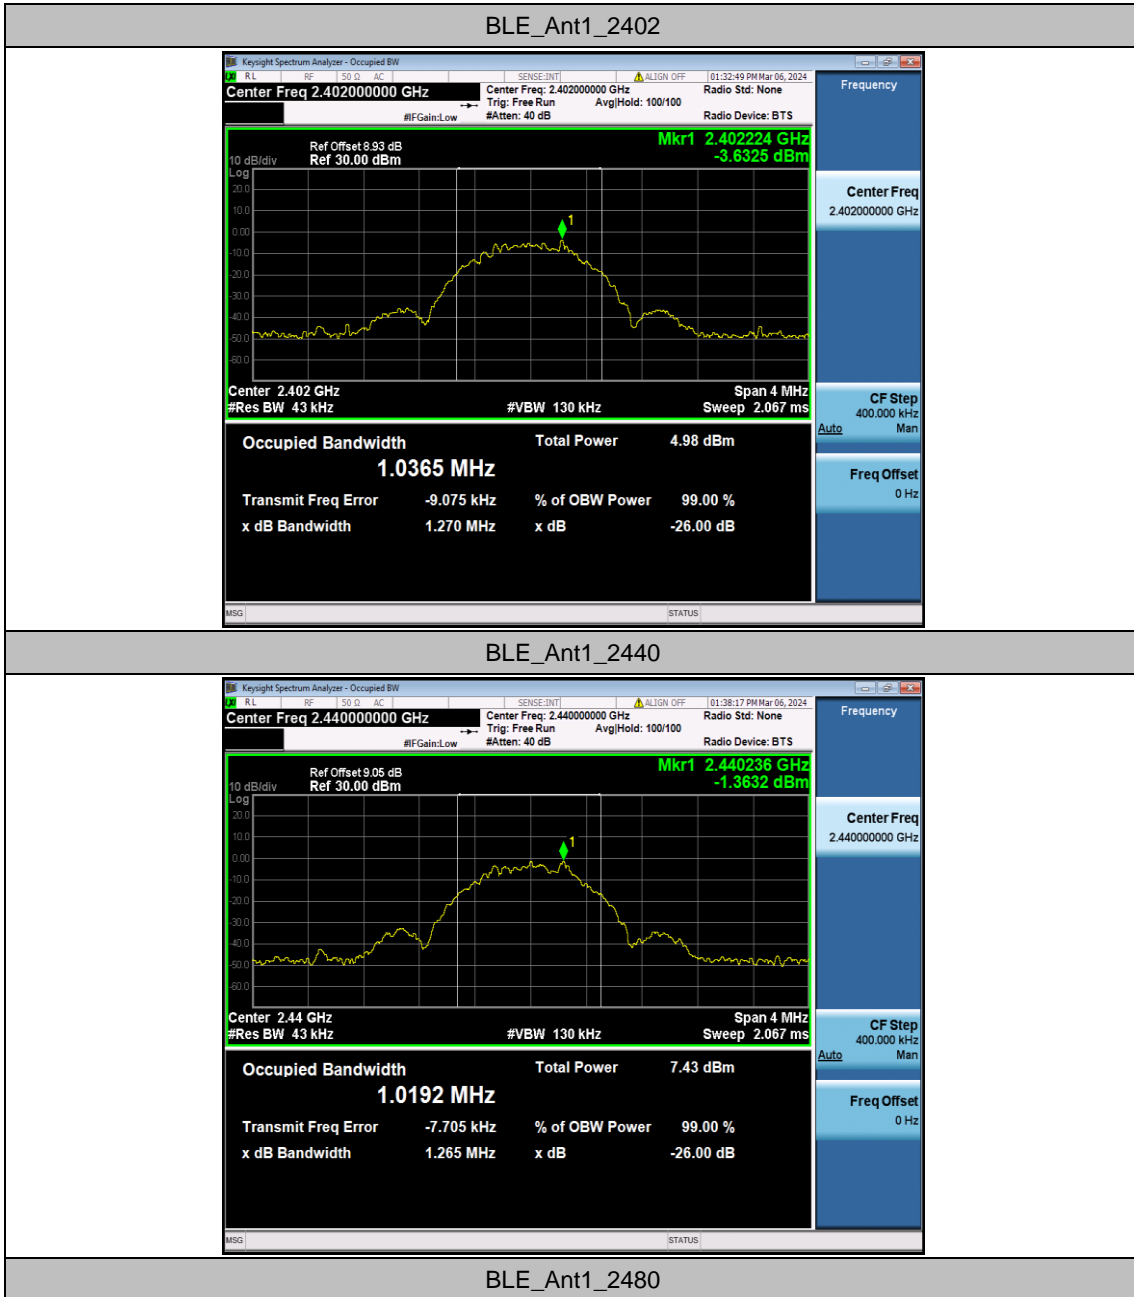 BLE_Ant1_2402
Keysight Spectrum Analyzer - Occupied BW
RL RF 50 Ω AC SENSE:INT ALIGN OFF 01:32:49 PM Mar 06, 2024
Center Freq 2.402000000 GHz
Center Freq: 2.402000000 GHz
Radio Std: None
Trig: Free Run Avg|Hold: 100/100
#IFGain:Low #Atten: 40 dB Radio Device: BTS
Frequency
Mkr1 2.402224 GHz
-3.6325 dBm
Ref Offset 8.93 dB
10 dB/div Ref 30.00 dBm
Log
20.0
10.0
0.00
-10.0
-20.0
-30.0
-40.0
-50.0
-60.0
1
Center 2.402 GHz Span 4 MHz
#Res BW 43 kHz #VBW 130 kHz Sweep 2.067 ms
Center Freq
2.402000000 GHz
CF Step
400.000 kHz
Auto Man
Freq Offset
0 Hz
Occupied Bandwidth Total Power 4.98 dBm
1.0365 MHz
Transmit Freq Error -9.075 kHz % of OBW Power 99.00 %
x dB Bandwidth 1.270 MHz x dB -26.00 dB
MSG STATUS
BLE_Ant1_2440
Keysight Spectrum Analyzer - Occupied BW
RL RF 50 Ω AC SENSE:INT ALIGN OFF 01:38:17 PM Mar 06, 2024
Center Freq 2.440000000 GHz
Center Freq: 2.440000000 GHz
Radio Std: None
Trig: Free Run Avg|Hold: 100/100
#IFGain:Low #Atten: 40 dB Radio Device: BTS
Frequency
Mkr1 2.440236 GHz
-1.3632 dBm
Ref Offset 9.05 dB
10 dB/div Ref 30.00 dBm
Log
20.0
10.0
0.00
-10.0
-20.0
-30.0
-40.0
-50.0
-60.0
1
Center 2.44 GHz Span 4 MHz
#Res BW 43 kHz #VBW 130 kHz Sweep 2.067 ms
Center Freq
2.440000000 GHz
CF Step
400.000 kHz
Auto Man
Freq Offset
0 Hz
Occupied Bandwidth Total Power 7.43 dBm
1.0192 MHz
Transmit Freq Error -7.705 kHz % of OBW Power 99.00 %
x dB Bandwidth 1.265 MHz x dB -26.00 dB
MSG STATUS
BLE_Ant1_2480